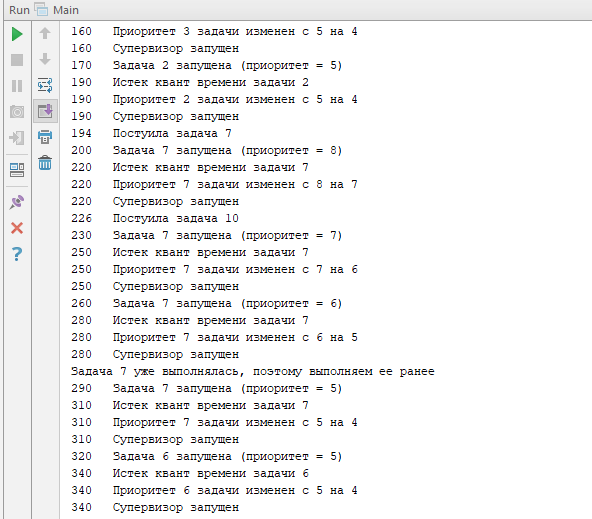 Run Main
160 Приоритет 3 задачи изменен с 5 на 4
160 Супервизор запущен
170 Задача 2 запущена (приоритет = 5)
190 Истек квант времени задачи 2
190 Приоритет 2 задачи изменен с 5 на 4
190 Супервизор запущен
194 Постуила задача 7
200 Задача 7 запущена (приоритет = 8)
220 Истек квант времени задачи 7
220 Приоритет 7 задачи изменен с 8 на 7
220 Супервизор запущен
226 Постуила задача 10
230 Задача 7 запущена (приоритет = 7)
250 Истек квант времени задачи 7
250 Приоритет 7 задачи изменен с 7 на 6
250 Супервизор запущен
260 Задача 7 запущена (приоритет = 6)
280 Истек квант времени задачи 7
280 Приоритет 7 задачи изменен с 6 на 5
280 Супервизор запущен
Задача 7 уже выполнялась, поэтому выполняем ее ранее
290 Задача 7 запущена (приоритет = 5)
310 Истек квант времени задачи 7
310 Приоритет 7 задачи изменен с 5 на 4
310 Супервизор запущен
320 Задача 6 запущена (приоритет = 5)
340 Истек квант времени задачи 6
340 Приоритет 6 задачи изменен с 5 на 4
340 Супервизор запущен